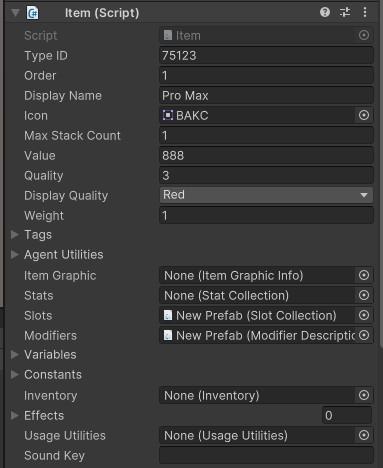 Item (Script)
Script Item
Type ID 75123
Order 1
Display Name Pro Max
Icon BAKC
Max Stack Count 1
Value 888
Quality 3
Display Quality Red
Weight 1
Tags
Agent Utilities
Item Graphic None (Item Graphic Info)
Stats None (Stat Collection)
Slots New Prefab (Slot Collection)
Modifiers New Prefab (Modifier Descriptic
Variables
Constants
Inventory None (Inventory)
Effects 0
Usage Utilities None (Usage Utilities)
Sound Key